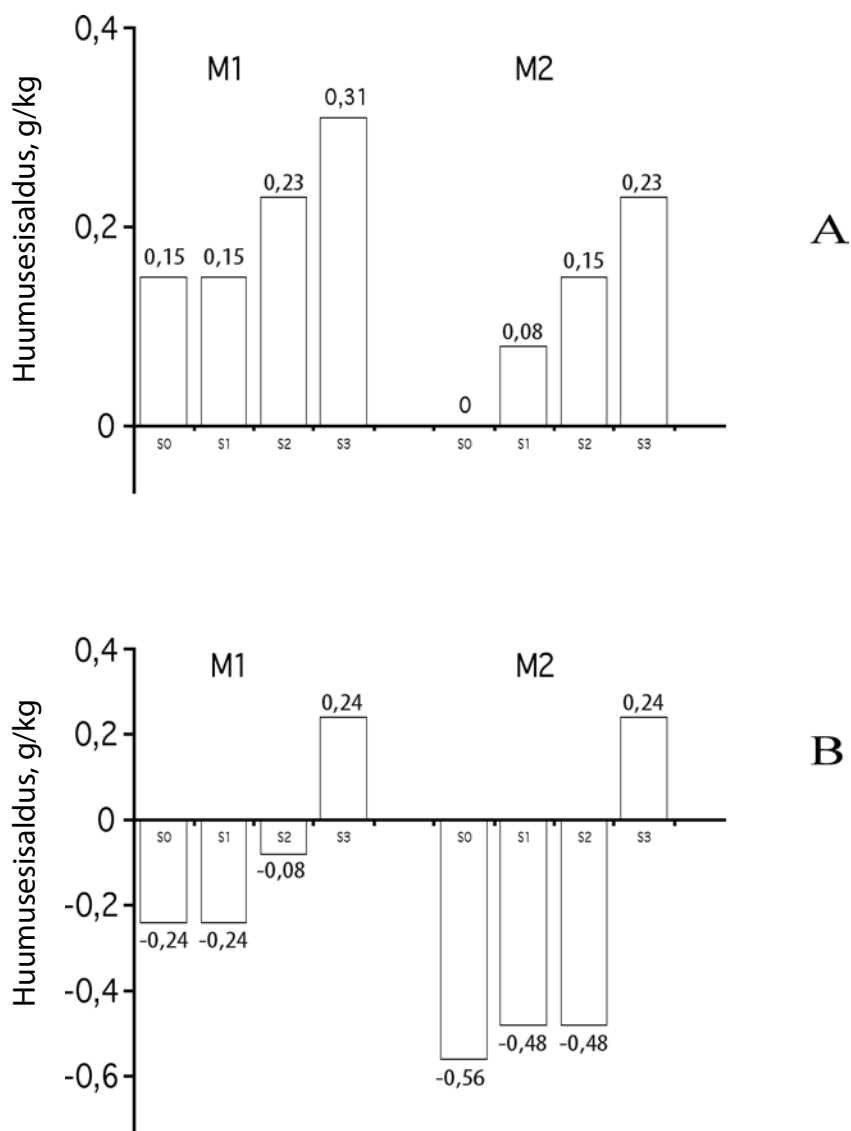 0,4
M1 M2
0,31
0,23 0,23
0,2
0,15 0,15 0,15
0,08
0
0
S0 S1 S2 S3 S0 S1 S2 S3
Huumusesisaldus, g/kg
A
0,4
M1 M2
0,24 0,24
0,2
0
S0 S1 S2 S3 S0 S1 S2 S3
-0,08
-0,2
-0,24 -0,24
-0,4
-0,48 -0,48
-0,56
-0,6
Huumusesisaldus, g/kg
B